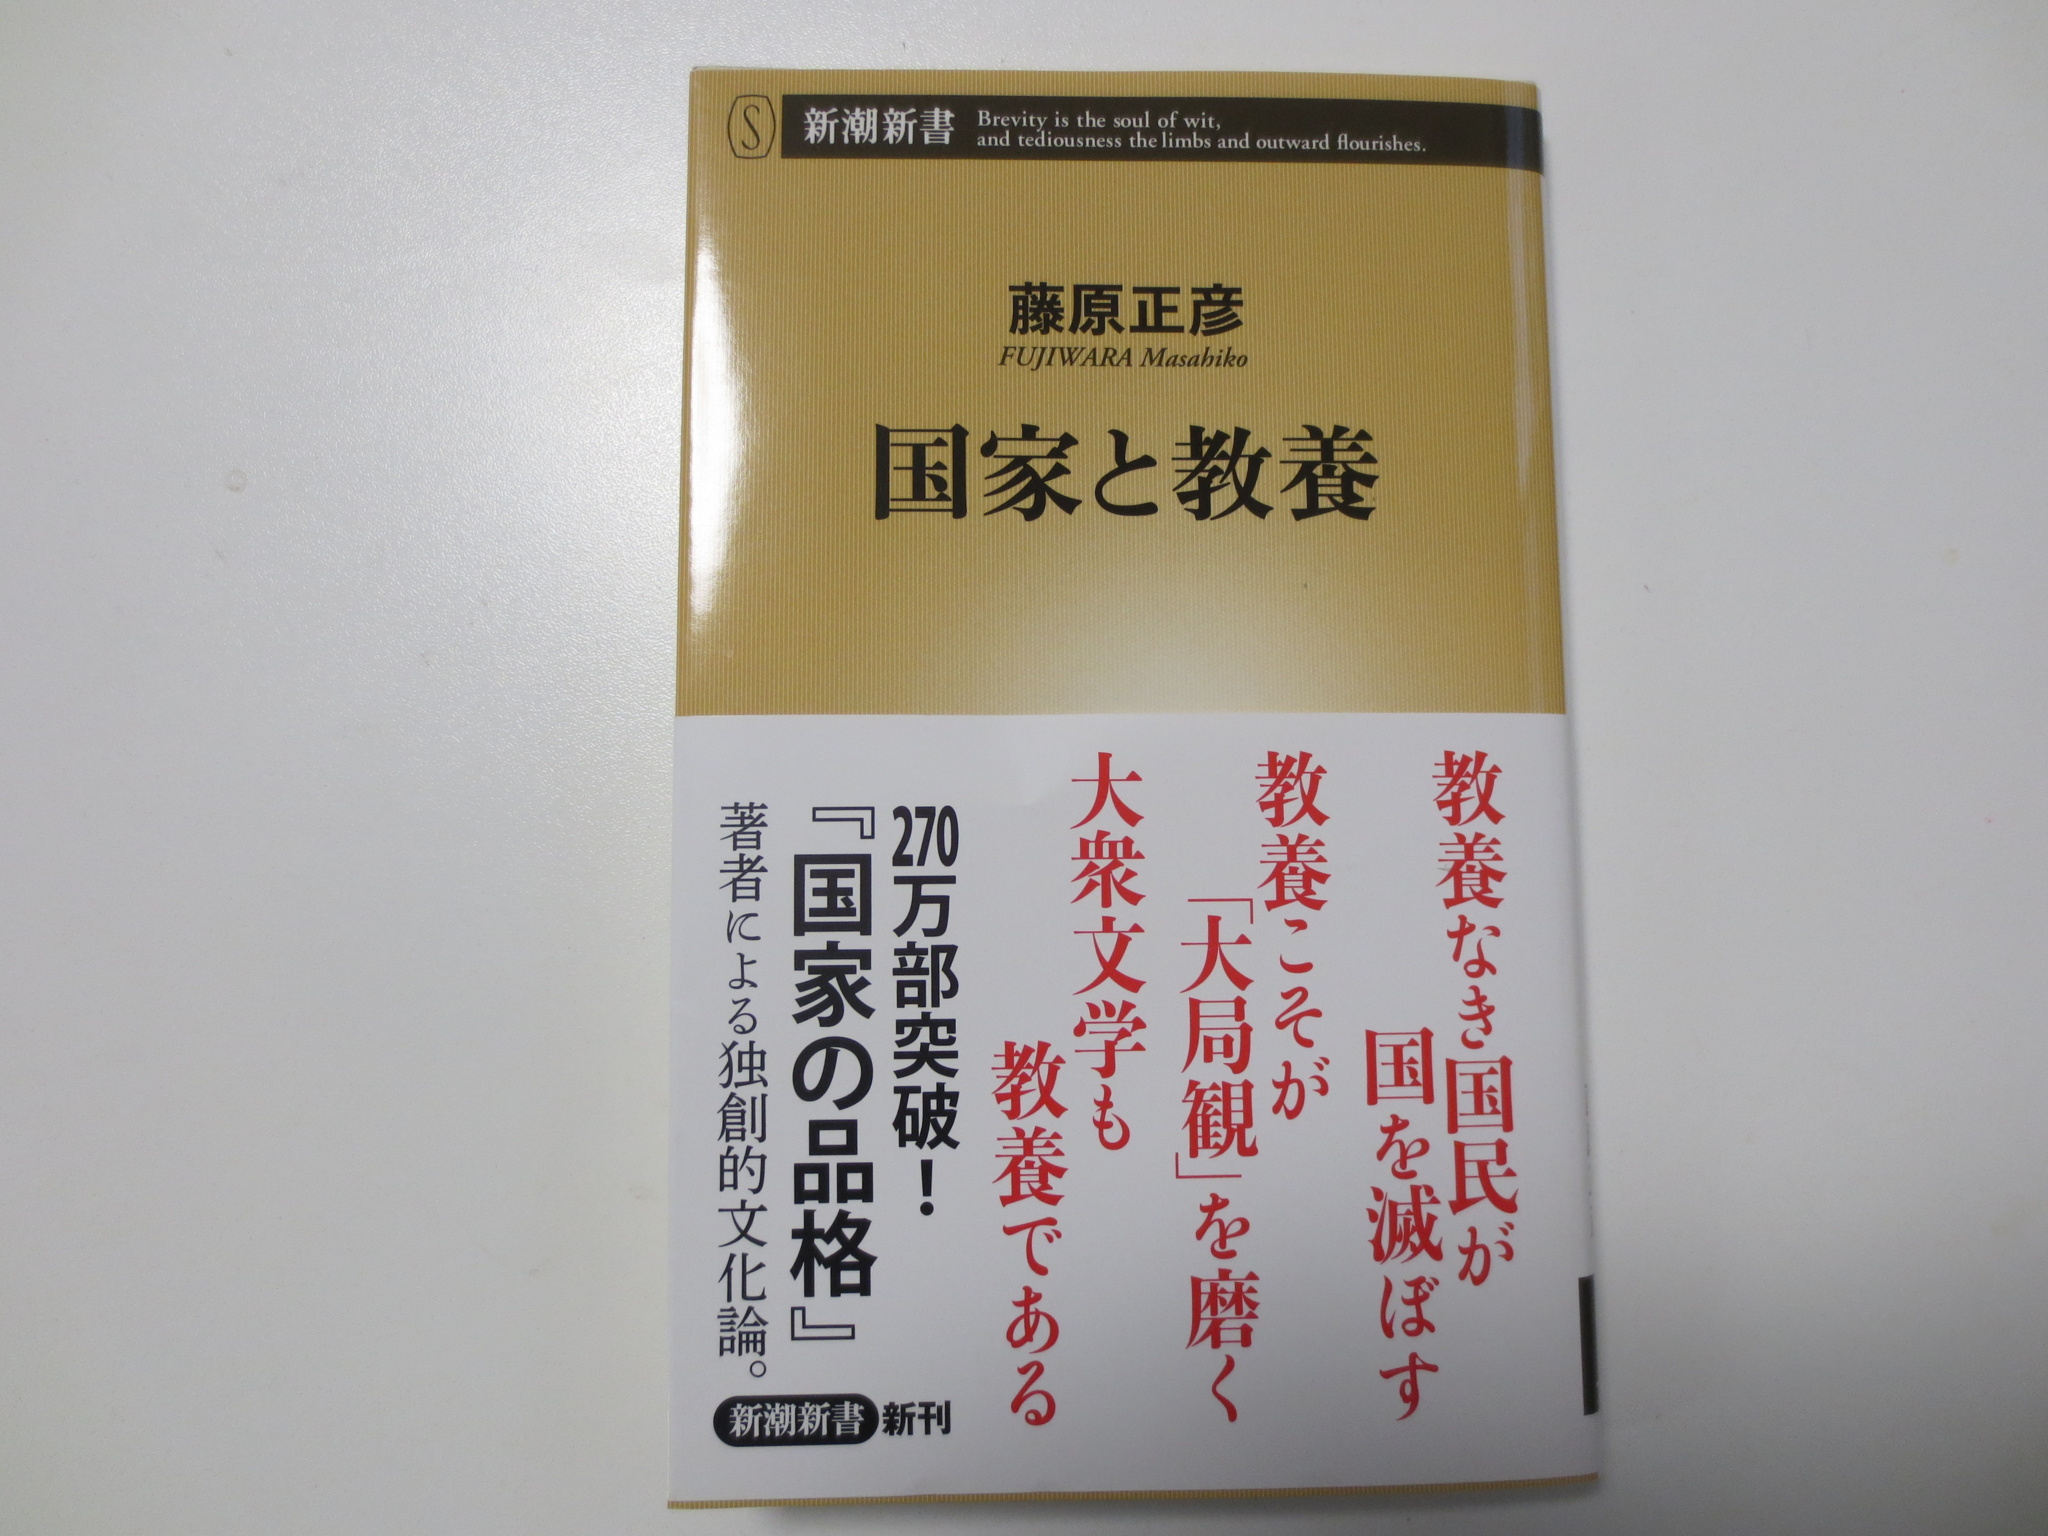 S
新潮新書
Brevity is the soul of wit,
and tediousness the limbs and outward flourishes.
藤原正彦
FUJIWARA Masahiko
国家と教養
教養なき国民が
国を滅ぼす
教養こそが
「大局観」を磨く
大衆文学も
教養である
270万部突破！
『国家の品格』
著者による独創的文化論。
新潮新書 新刊